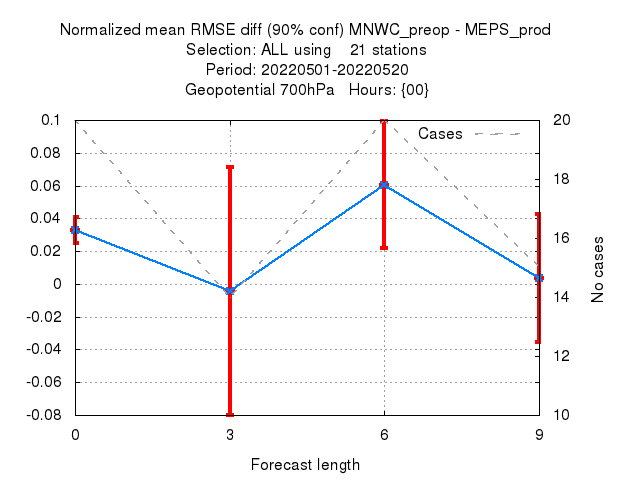 Normalized mean RMSE diff (90% conf) MNWC_preop - MEPS_prod
Selection: ALL using 21 stations
Period: 20220501-20220520
Geopotential 700hPa Hours: {00}
Cases
0.1
0.08
0.06
0.04
0.02
0
-0.02
-0.04
-0.06
-0.08
20
18
16
14
12
10
No cases
0 3 6 9
Forecast length